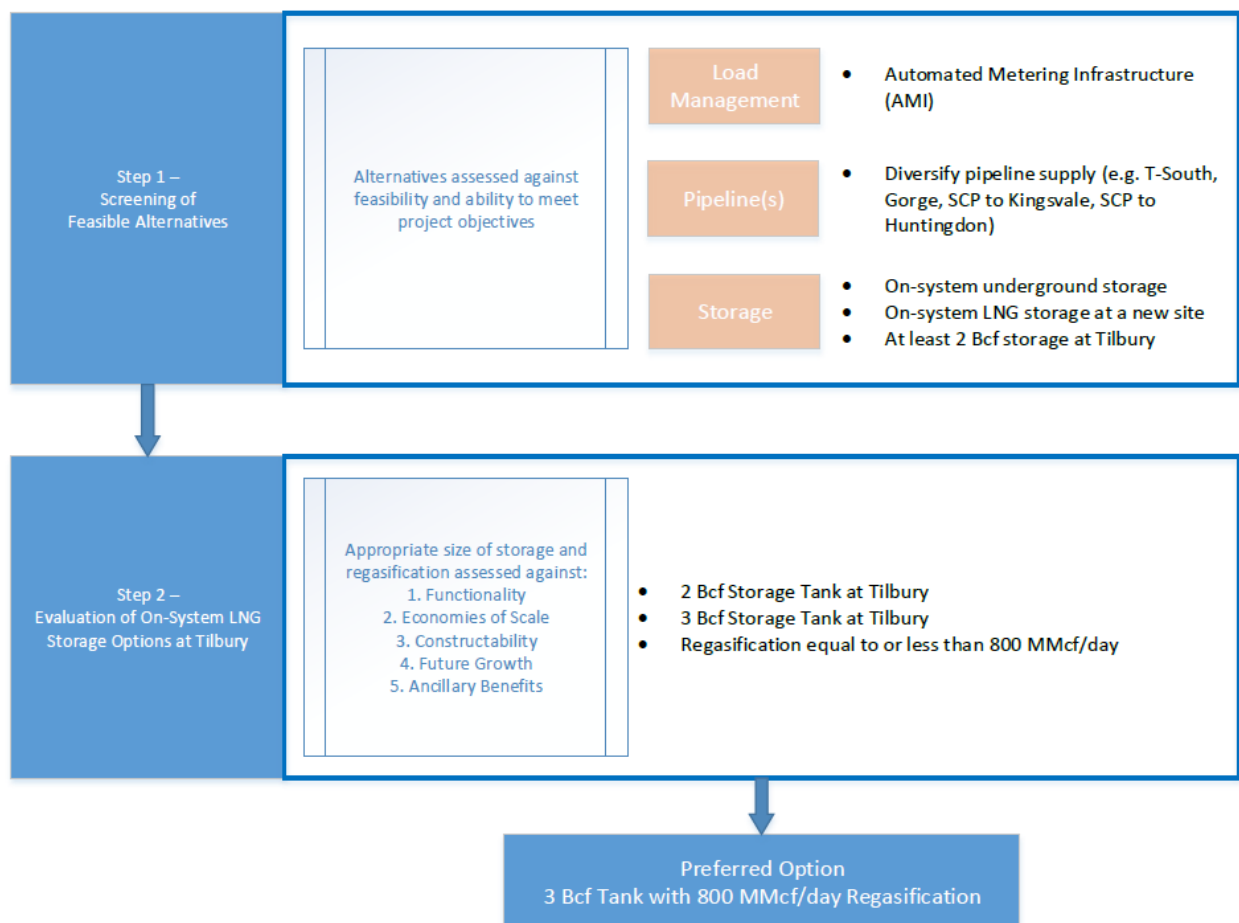 Step 1 –
Screening of
Feasible Alternatives
Alternatives assessed against
feasibility and ability to meet
project objectives
Load
Management
• Automated Metering Infrastructure
(AMI)
Pipeline(s)
• Diversify pipeline supply (e.g. T-South,
Gorge, SCP to Kingsvale, SCP to
Huntingdon)
Storage
• On-system underground storage
• On-system LNG storage at a new site
• At least 2 Bcf storage at Tilbury
Step 2 –
Evaluation of On-System LNG
Storage Options at Tilbury
Appropriate size of storage and
regasification assessed against:
1. Functionality
2. Economies of Scale
3. Constructability
4. Future Growth
5. Ancillary Benefits
• 2 Bcf Storage Tank at Tilbury
• 3 Bcf Storage Tank at Tilbury
• Regasification equal to or less than 800 MMcf/day
Preferred Option
3 Bcf Tank with 800 MMcf/day Regasification